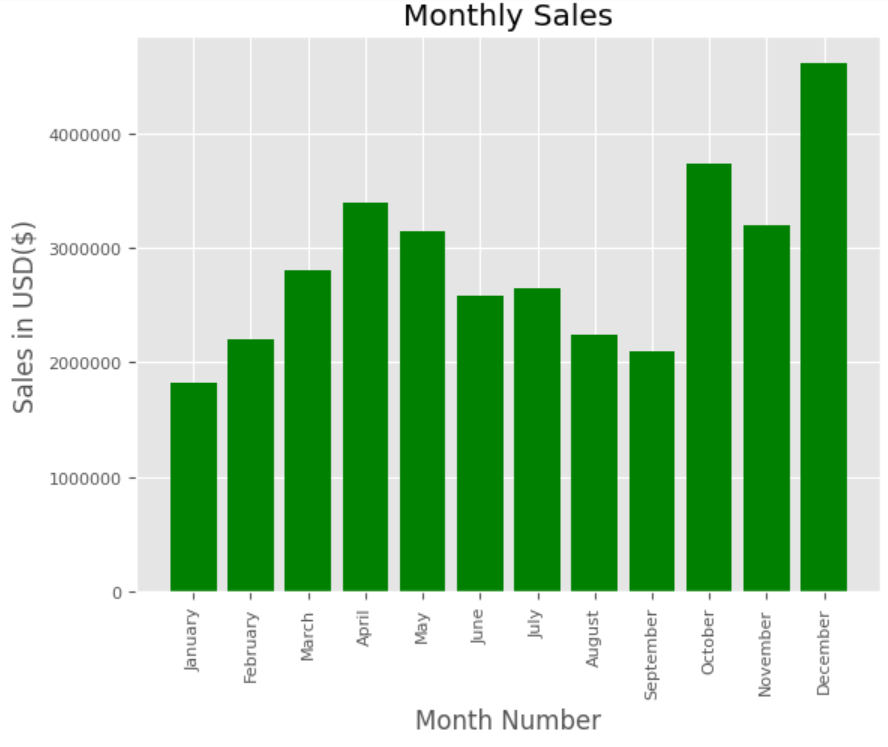 Monthly Sales
Sales in USD($)
4000000
3000000
2000000
1000000
0
January
February
March
April
May
June
July
August
September
October
November
December
Month Number